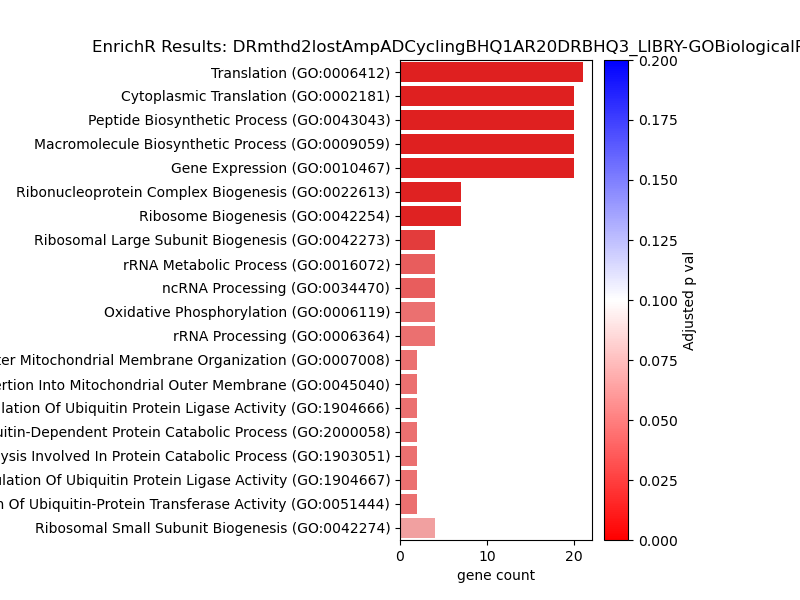 EnrichR Results: DRmthd2lostAmpADCyclingBHQ1AR20DRBHQ3_LIBRY-GOBiological
Translation (GO:0006412)
Cytoplasmic Translation (GO:0002181)
Peptide Biosynthetic Process (GO:0043043)
Macromolecule Biosynthetic Process (GO:0009059)
Gene Expression (GO:0010467)
Ribonucleoprotein Complex Biogenesis (GO:0022613)
Ribosome Biogenesis (GO:0042254)
Ribosomal Large Subunit Biogenesis (GO:0042273)
rRNA Metabolic Process (GO:0016072)
ncRNA Processing (GO:0034470)
Oxidative Phosphorylation (GO:0006119)
rRNA Processing (GO:0006364)
ter Mitochondrial Membrane Organization (GO:0007008)
ertion Into Mitochondrial Outer Membrane (GO:0045040)
lation Of Ubiquitin Protein Ligase Activity (GO:1904666)
uitin-Dependent Protein Catabolic Process (GO:2000058)
ysis Involved In Protein Catabolic Process (GO:1903051)
ulation Of Ubiquitin Protein Ligase Activity (GO:1904667)
n Of Ubiquitin-Protein Transferase Activity (GO:0051444)
Ribosomal Small Subunit Biogenesis (GO:0042274)
0 10 20
gene count
0.200
0.175
0.150
0.125
0.100
0.075
0.050
0.025
0.000
Adjusted p val